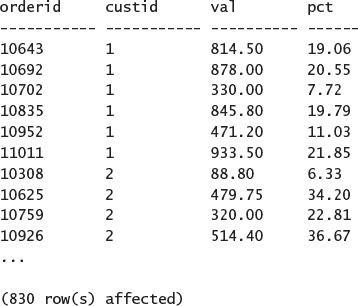 orderid     custid      val        pct
----------- ----------- ---------- ------
10643       1           814.50     19.06
10692       1           878.00     20.55
10702       1           330.00     7.72
10835       1           845.80     19.79
10952       1           471.20     11.03
11011       1           933.50     21.85
10308       2           88.80      6.33
10625       2           479.75     34.20
10759       2           320.00     22.81
10926       2           514.40     36.67
...
(830 row(s) affected)